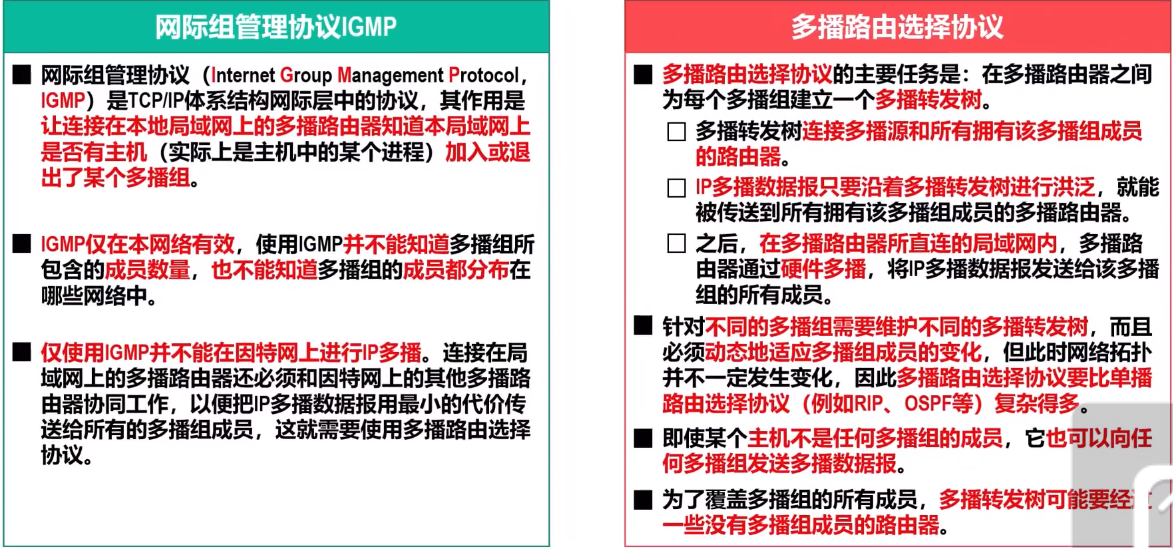 网际组管理协议IGMP
■ 网际组管理协议（Internet Group Management Protocol，
IGMP）是TCP/IP体系结构网际层中的协议，其作用是
让连接在本地局域网上的多播路由器知道本局域网上
是否有主机（实际上是主机中的某个进程）加入或退
出了某个多播组。
■ IGMP仅在本网络有效，使用IGMP并不能知道多播组所
包含的成员数量，也不能知道多播组的成员都分布在
哪些网络中。
■ 仅使用IGMP并不能在因特网上进行IP多播。连接在局
域网上的多播路由器还必须和因特网上的其他多播路
由器协同工作，以便把IP多播数据报用最小的代价传
送给所有的多播组成员，这就需要使用多播路由选择
协议。
多播路由选择协议
■ 多播路由选择协议的主要任务是：在多播路由器之间
为每个多播组建立一个多播转发树。
□ 多播转发树连接多播源和所有拥有该多播组成员
的路由器。
□ IP多播数据报只要沿着多播转发树进行洪泛，就能
被传送到所有拥有该多播组成员的多播路由器。
□ 之后，在多播路由器所直连的局域网内，多播路
由器通过硬件多播，将IP多播数据报发送给该多播
组的所有成员。
■ 针对不同的多播组需要维护不同的多播转发树，而且
必须动态地适应多播组成员的变化，但此时网络拓扑
并不一定发生变化，因此多播路由选择协议要比单播
路由选择协议（例如RIP、OSPF等）复杂得多。
■ 即使某个主机不是任何多播组的成员，它也可以向任
何多播组发送多播数据报。
■ 为了覆盖多播组的所有成员，多播转发树可能要经过
一些没有多播组成员的路由器。